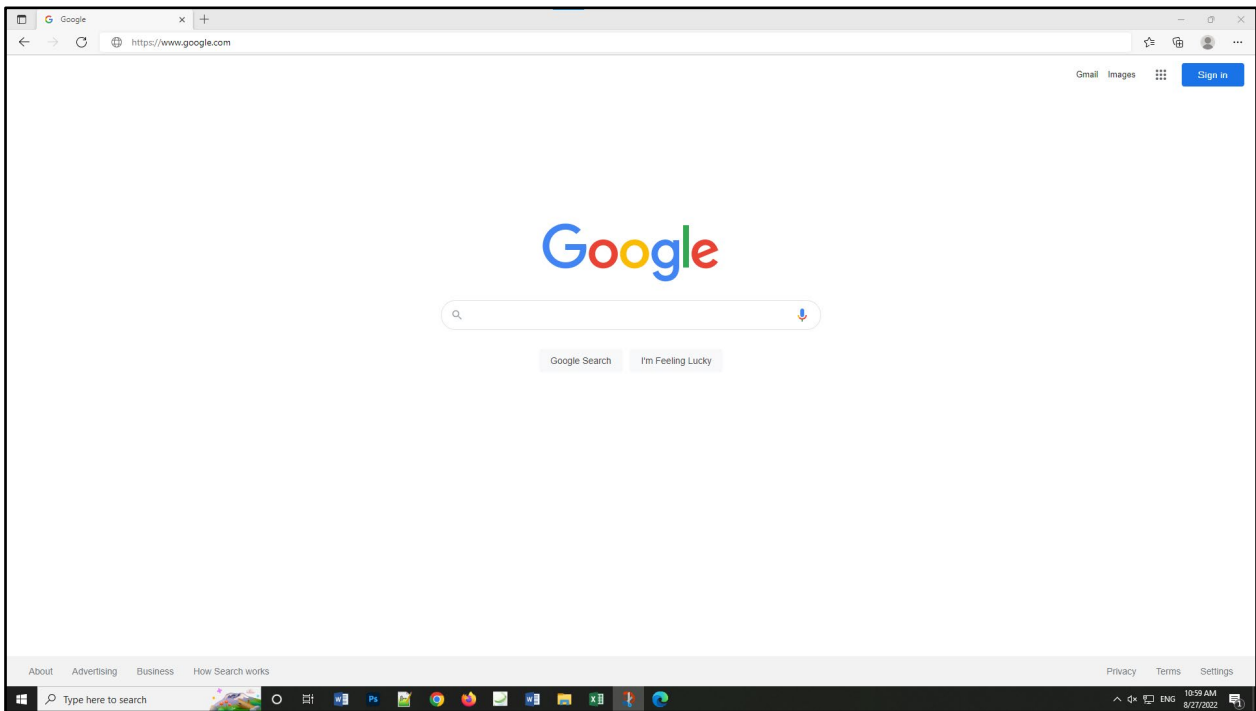 Google
https://www.google.com
Gmail Images Sign in
Google
Google Search I'm Feeling Lucky
About Advertising Business How Search works Privacy Terms Settings
Type here to search Ps ENG 10:59 AM
8/27/2022